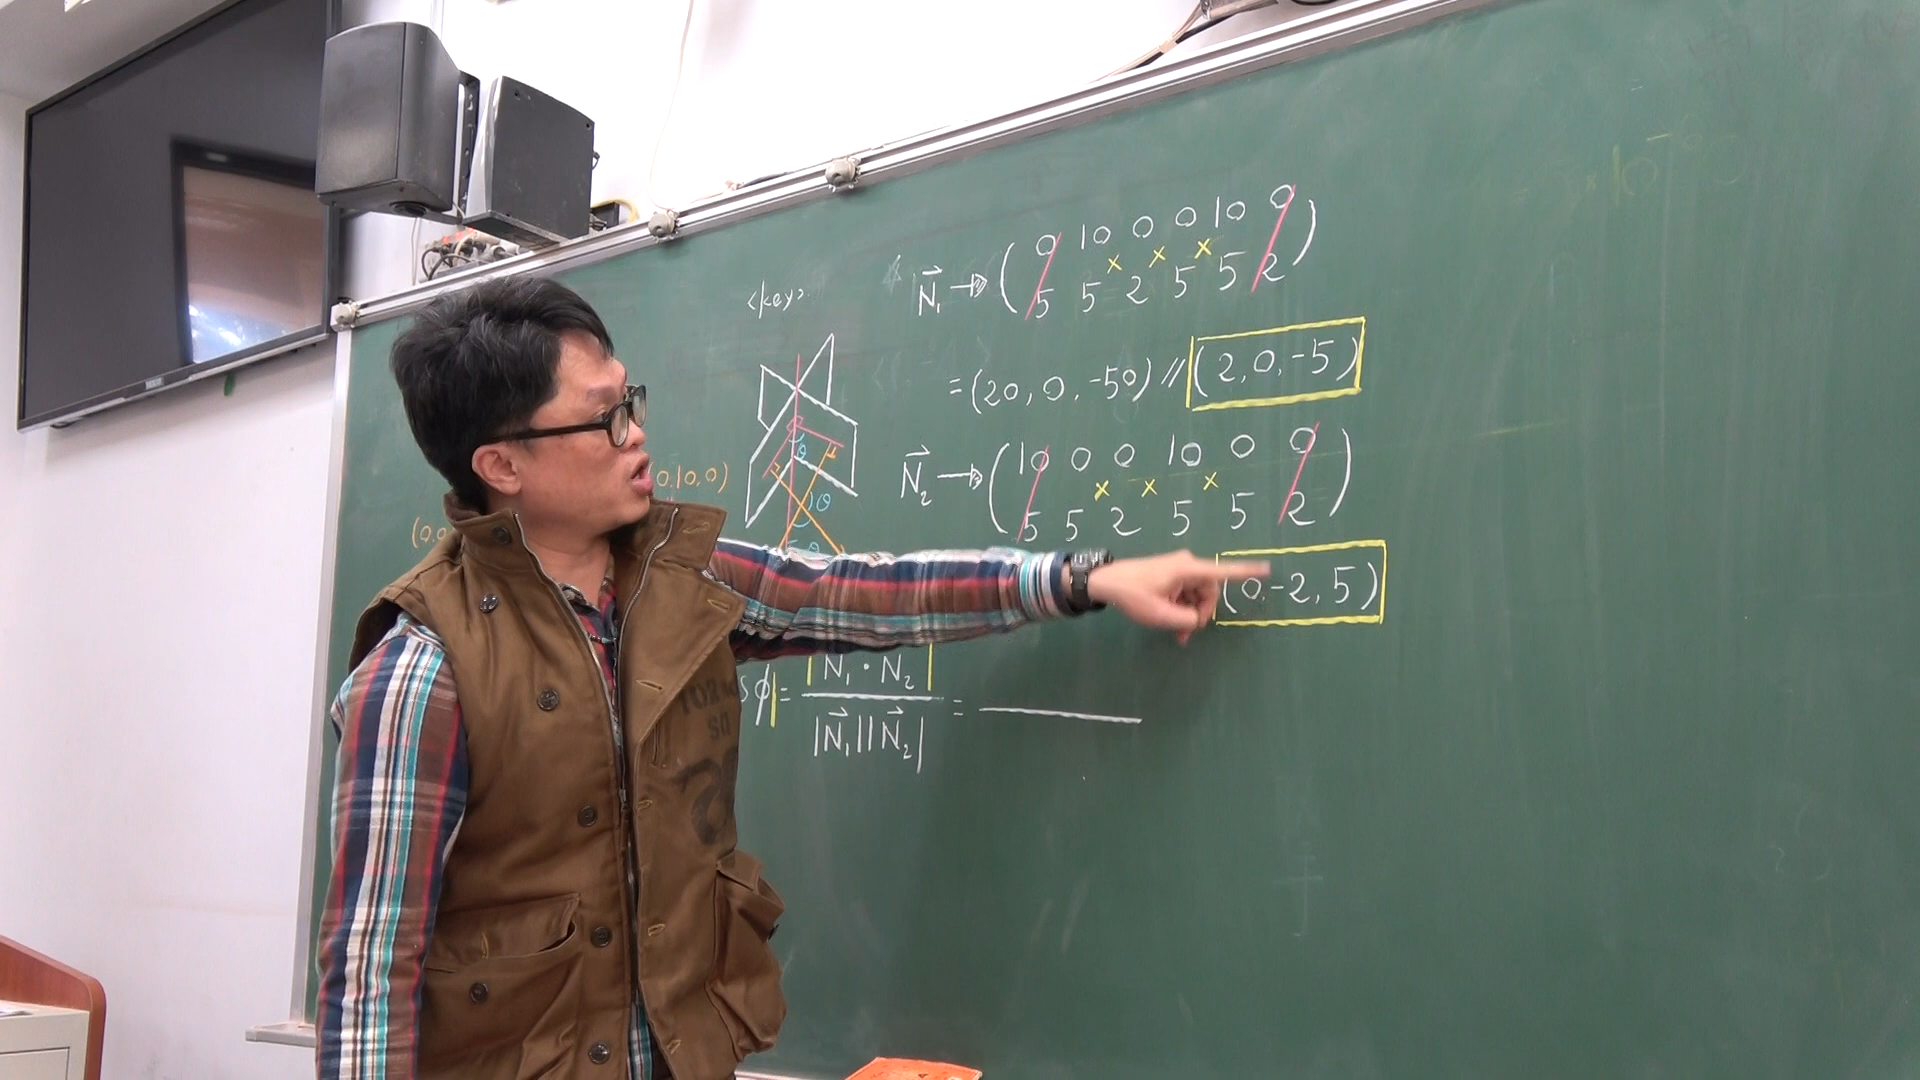 <key>
N₁⃗ → ( 0 10 0 0 10 0
5 5 2 5 5 2 )
= (20, 0, -50) // (2, 0, -5)
N₂⃗ → ( 10 0 0 10 0 0
5 5 2 5 5 2 )
(0, -2, 5)
0,10,0)
(0,0
θ
θ
θ
s φ| = |N₁ · N₂| / |N₁⃗||N₂⃗| =